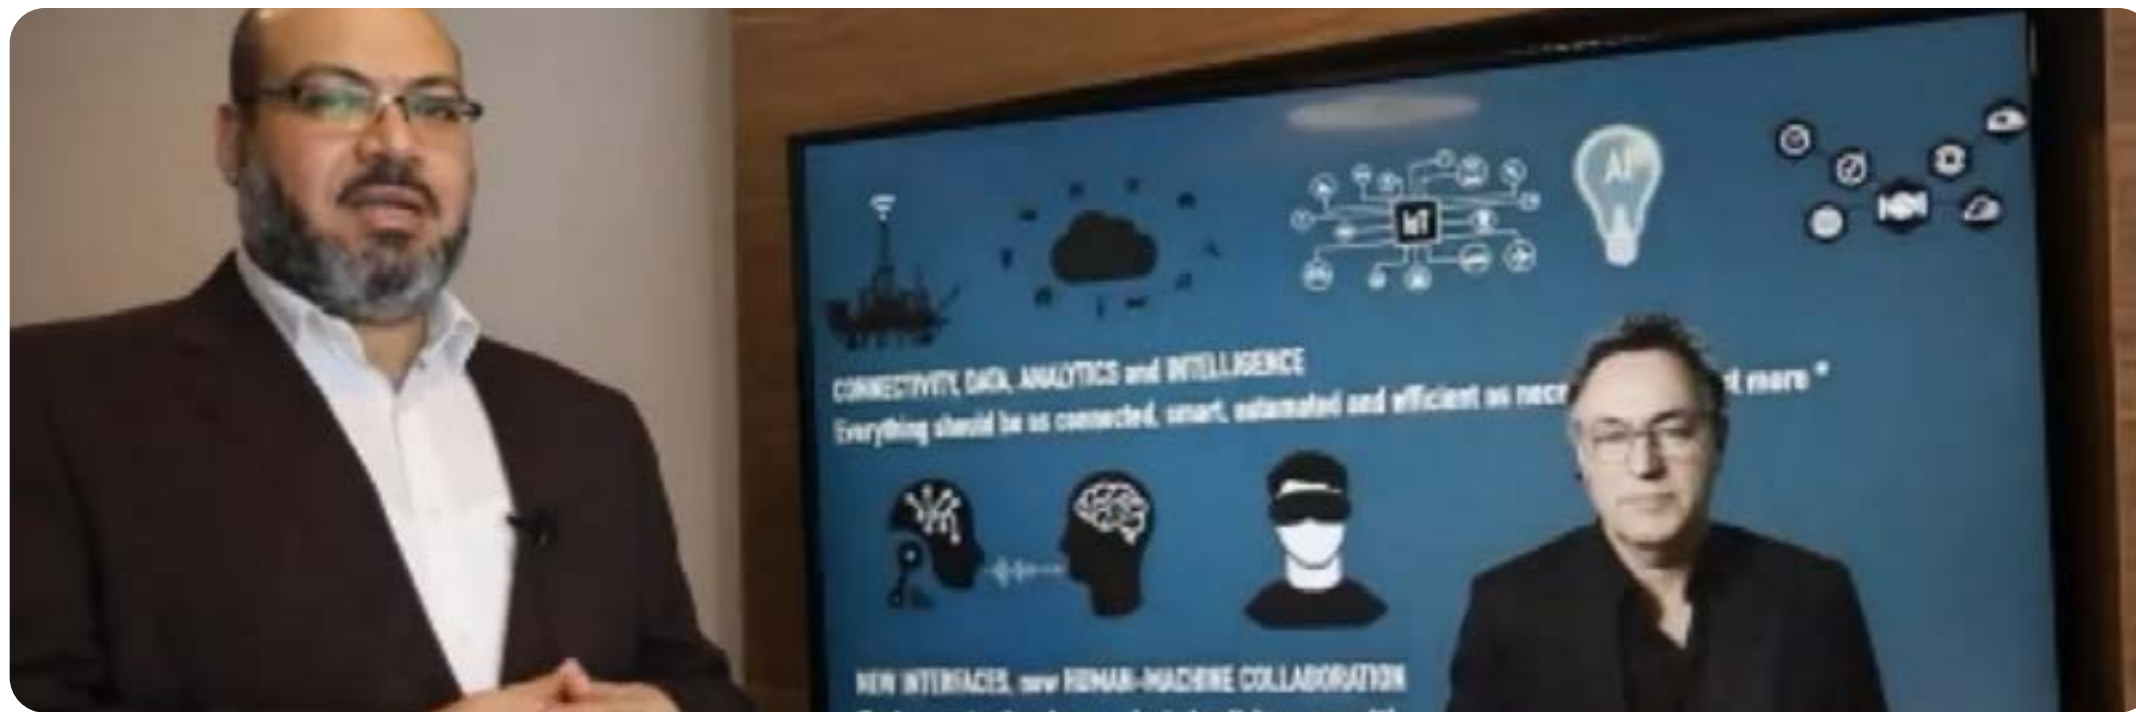 IoT
AI
CONNECTIVITY, DATA, ANALYTICS and INTELLIGENCE
Everything should be as connected, smart, automated and efficient as necr t more *
NEW INTERFACES, new HUMAN-MACHINE COLLABORATION